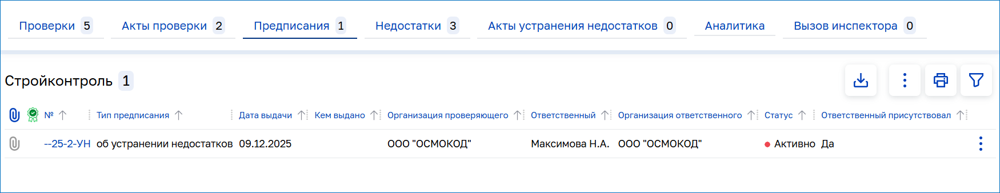 Проверки 5 Акты проверки 2 Предписания 1 Недостатки 3 Акты устранения недостатков 0 Аналитика Вызов инспектора 0
Стройконтроль 1
№ Тип предписания Дата выдачи Кем выдано Организация проверяющего Ответственный Организация ответственного Статус Ответственный присутствовал
--25-2-УН об устранении недостатков 09.12.2025 ООО "ОСМОКОД" Максимова Н.А. ООО "ОСМОКОД" Активно Да